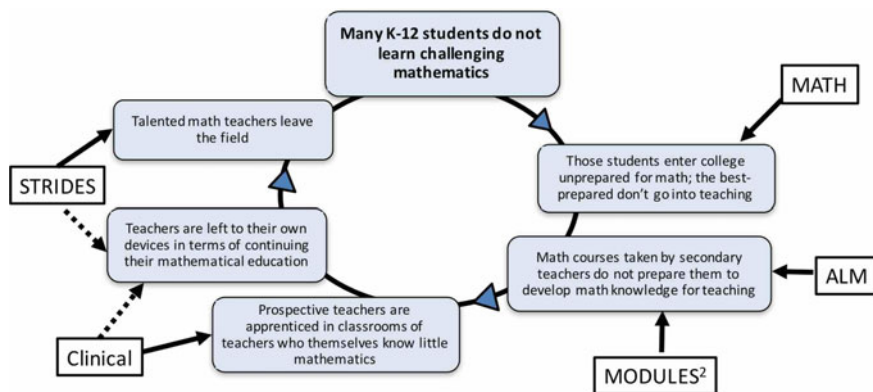 Many K-12 students do not
learn challenging
mathematics
MATH
Talented math teachers leave
the field
Those students enter college
unprepared for math; the best-
prepared don't go into teaching
STRIDES
Teachers are left to their own
devices in terms of continuing
their mathematical education
Math courses taken by secondary
teachers do not prepare them to
develop math knowledge for teaching
ALM
Prospective teachers are
apprenticed in classrooms of
teachers who themselves know little
mathematics
Clinical
MODULES²